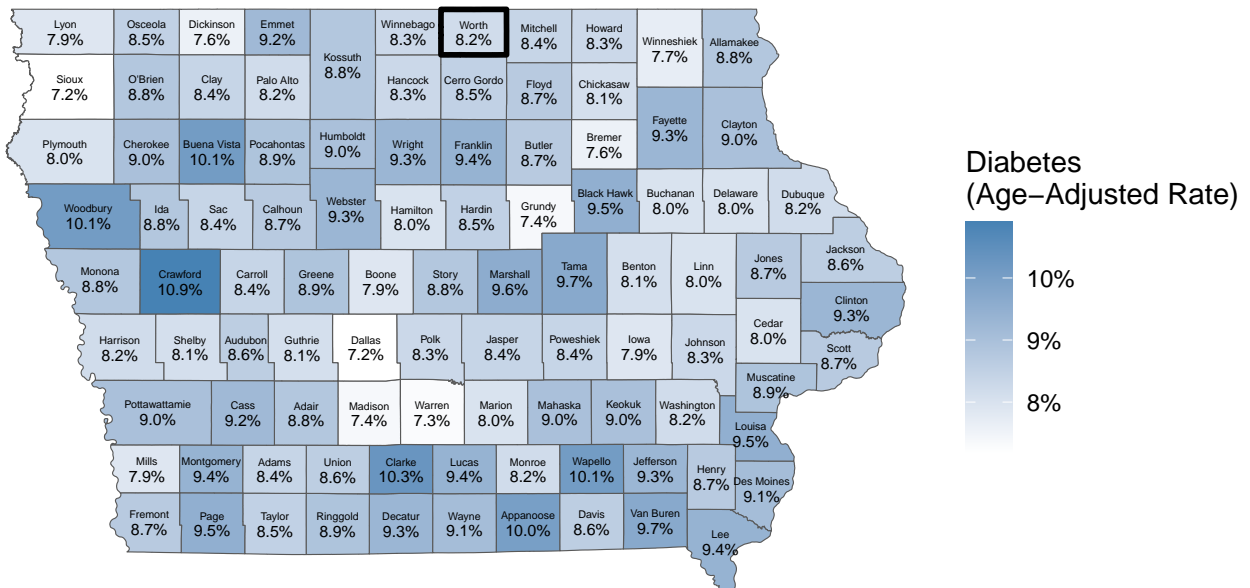 Lyon
7.9%
Osceola
8.5%
Dickinson
7.6%
Emmet
9.2%
Kossuth
8.8%
Winnebago
8.3%
Worth
8.2%
Mitchell
8.4%
Howard
8.3%
Winneshiek
7.7%
Allamakee
8.8%
Sioux
7.2%
O'Brien
8.8%
Clay
8.4%
Palo Alto
8.2%
Hancock
8.3%
Cerro Gordo
8.5%
Floyd
8.7%
Chickasaw
8.1%
Plymouth
8.0%
Cherokee
9.0%
Buena Vista
10.1%
Pocahontas
8.9%
Humboldt
9.0%
Wright
9.3%
Franklin
9.4%
Butler
8.7%
Bremer
7.6%
Fayette
9.3%
Clayton
9.0%
Woodbury
10.1%
Ida
8.8%
Sac
8.4%
Calhoun
8.7%
Webster
9.3%
Hamilton
8.0%
Hardin
8.5%
Grundy
7.4%
Black Hawk
9.5%
Buchanan
8.0%
Delaware
8.0%
Dubuque
8.2%
Monona
8.8%
Crawford
10.9%
Carroll
8.4%
Greene
8.9%
Boone
7.9%
Story
8.8%
Marshall
9.6%
Tama
9.7%
Benton
8.1%
Linn
8.0%
Jones
8.7%
Jackson
8.6%
Clinton
9.3%
Harrison
8.2%
Shelby
8.1%
Audubon
8.6%
Guthrie
8.1%
Dallas
7.2%
Polk
8.3%
Jasper
8.4%
Poweshiek
8.4%
Iowa
7.9%
Johnson
8.3%
Cedar
8.0%
Scott
8.7%
Muscatine
8.9%
Pottawattamie
9.0%
Cass
9.2%
Adair
8.8%
Madison
7.4%
Warren
7.3%
Marion
8.0%
Mahaska
9.0%
Keokuk
9.0%
Washington
8.2%
Louisa
9.5%
Mills
7.9%
Montgomery
9.4%
Adams
8.4%
Union
8.6%
Clarke
10.3%
Lucas
9.4%
Monroe
8.2%
Wapello
10.1%
Jefferson
9.3%
Henry
8.7%
Des Moines
9.1%
Fremont
8.7%
Page
9.5%
Taylor
8.5%
Ringgold
8.9%
Decatur
9.3%
Wayne
9.1%
Appanoose
10.0%
Davis
8.6%
Van Buren
9.7%
Lee
9.4%
Diabetes
(Age−Adjusted Rate)
10%
9%
8%